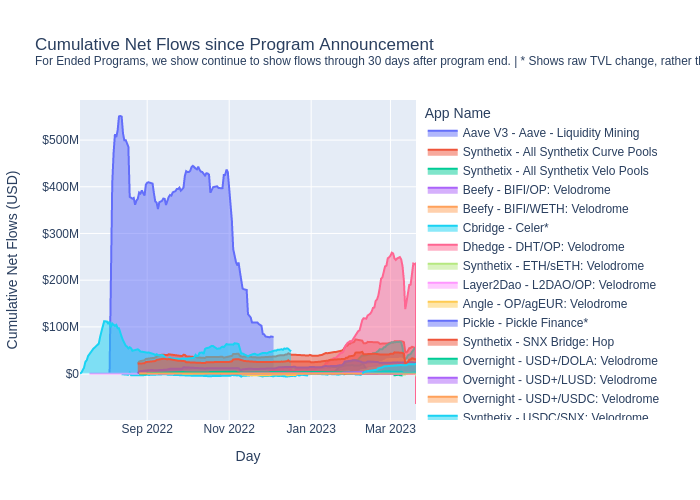 Cumulative Net Flows since Program Announcement
For Ended Programs, we show continue to show flows through 30 days after program end. | * Shows raw TVL change, rather
App Name
$500M
$400M
$300M
$200M
$100M
$0
Cumulative Net Flows (USD)
Sep 2022
Nov 2022
Jan 2023
Mar 2023
Day
Aave V3 - Aave - Liquidity Mining
Synthetix - All Synthetix Curve Pools
Synthetix - All Synthetix Velo Pools
Beefy - BIFI/OP: Velodrome
Beefy - BIFI/WETH: Velodrome
Cbridge - Celer*
Dhedge - DHT/OP: Velodrome
Synthetix - ETH/sETH: Velodrome
Layer2Dao - L2DAO/OP: Velodrome
Angle - OP/agEUR: Velodrome
Pickle - Pickle Finance*
Synthetix - SNX Bridge: Hop
Overnight - USD+/DOLA: Velodrome
Overnight - USD+/LUSD: Velodrome
Overnight - USD+/USDC: Velodrome
Synthetix - USDC/SNX: Velodrome